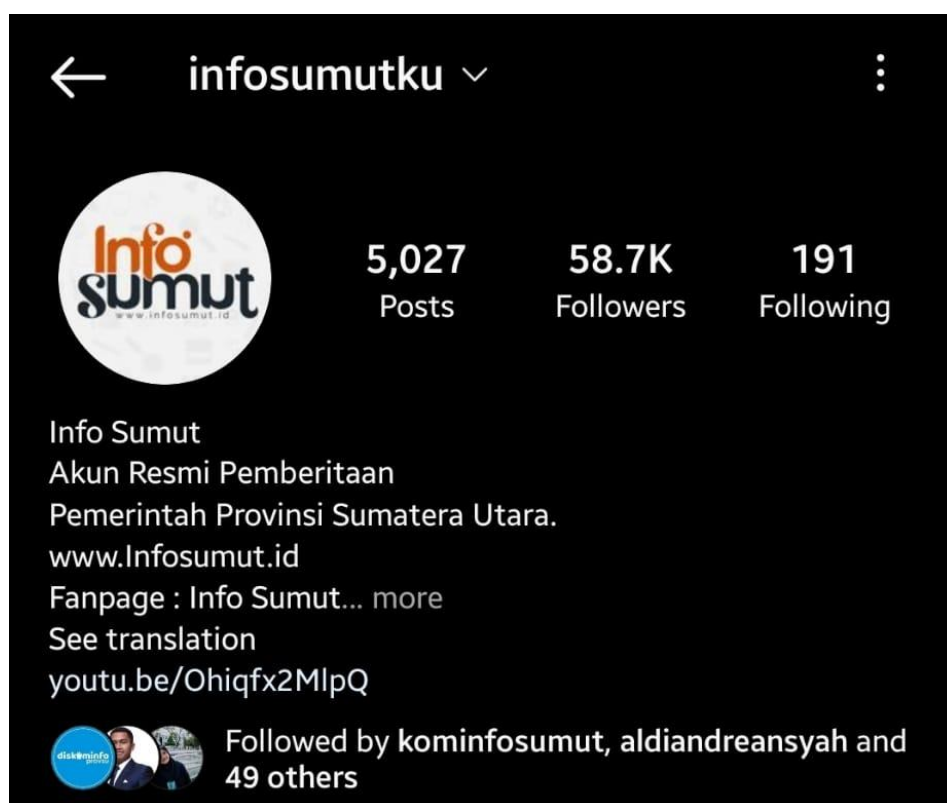 infosumutku
Info
sumut
www.infosumut.id
5,027
Posts
58.7K
Followers
191
Following
Info Sumut
Akun Resmi Pemberitaan
Pemerintah Provinsi Sumatera Utara.
www.Infosumut.id
Fanpage : Info Sumut... more
See translation
youtu.be/Ohiqfx2MlpQ
diskominfo
provsu
Followed by kominfosumut, aldiandreansyah and
49 others